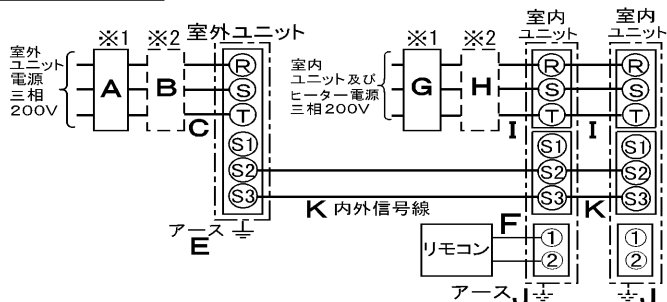 ※1
※2
室外ユニット
室外
ユニット
電源
三相
200V
A
B
C
R
S
T
S1
S2
S3
アース
E
K 内外信号線
※1
※2
室内
ユニット及び
ヒーター電源
三相200V
G
H
I
I
室内
ユニット
R
S
T
S1
S2
S3
①
②
室内
ユニット
R
S
T
S1
S2
S3
①
②
K
F
リモコン
アース J
J